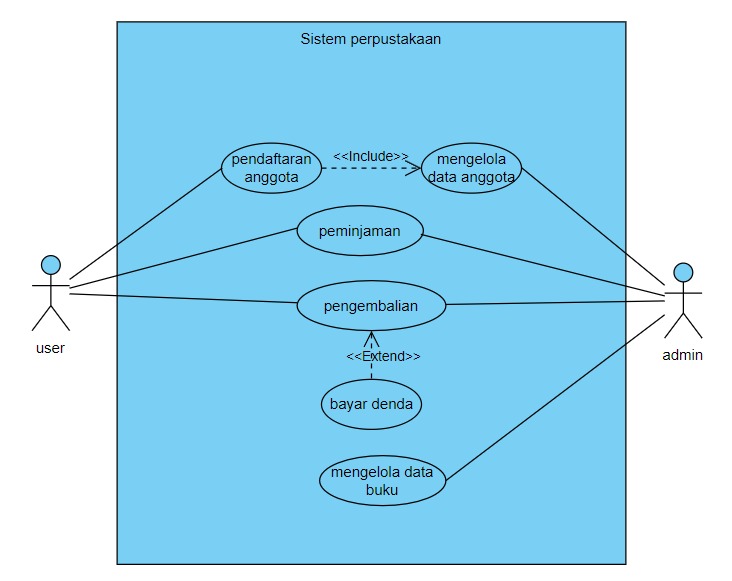 Sistem perpustakaan
pendaftaran
anggota
<<Include>>
mengelola
data anggota
peminjaman
pengembalian
user
<<Extend>>
admin
bayar denda
mengelola data
buku